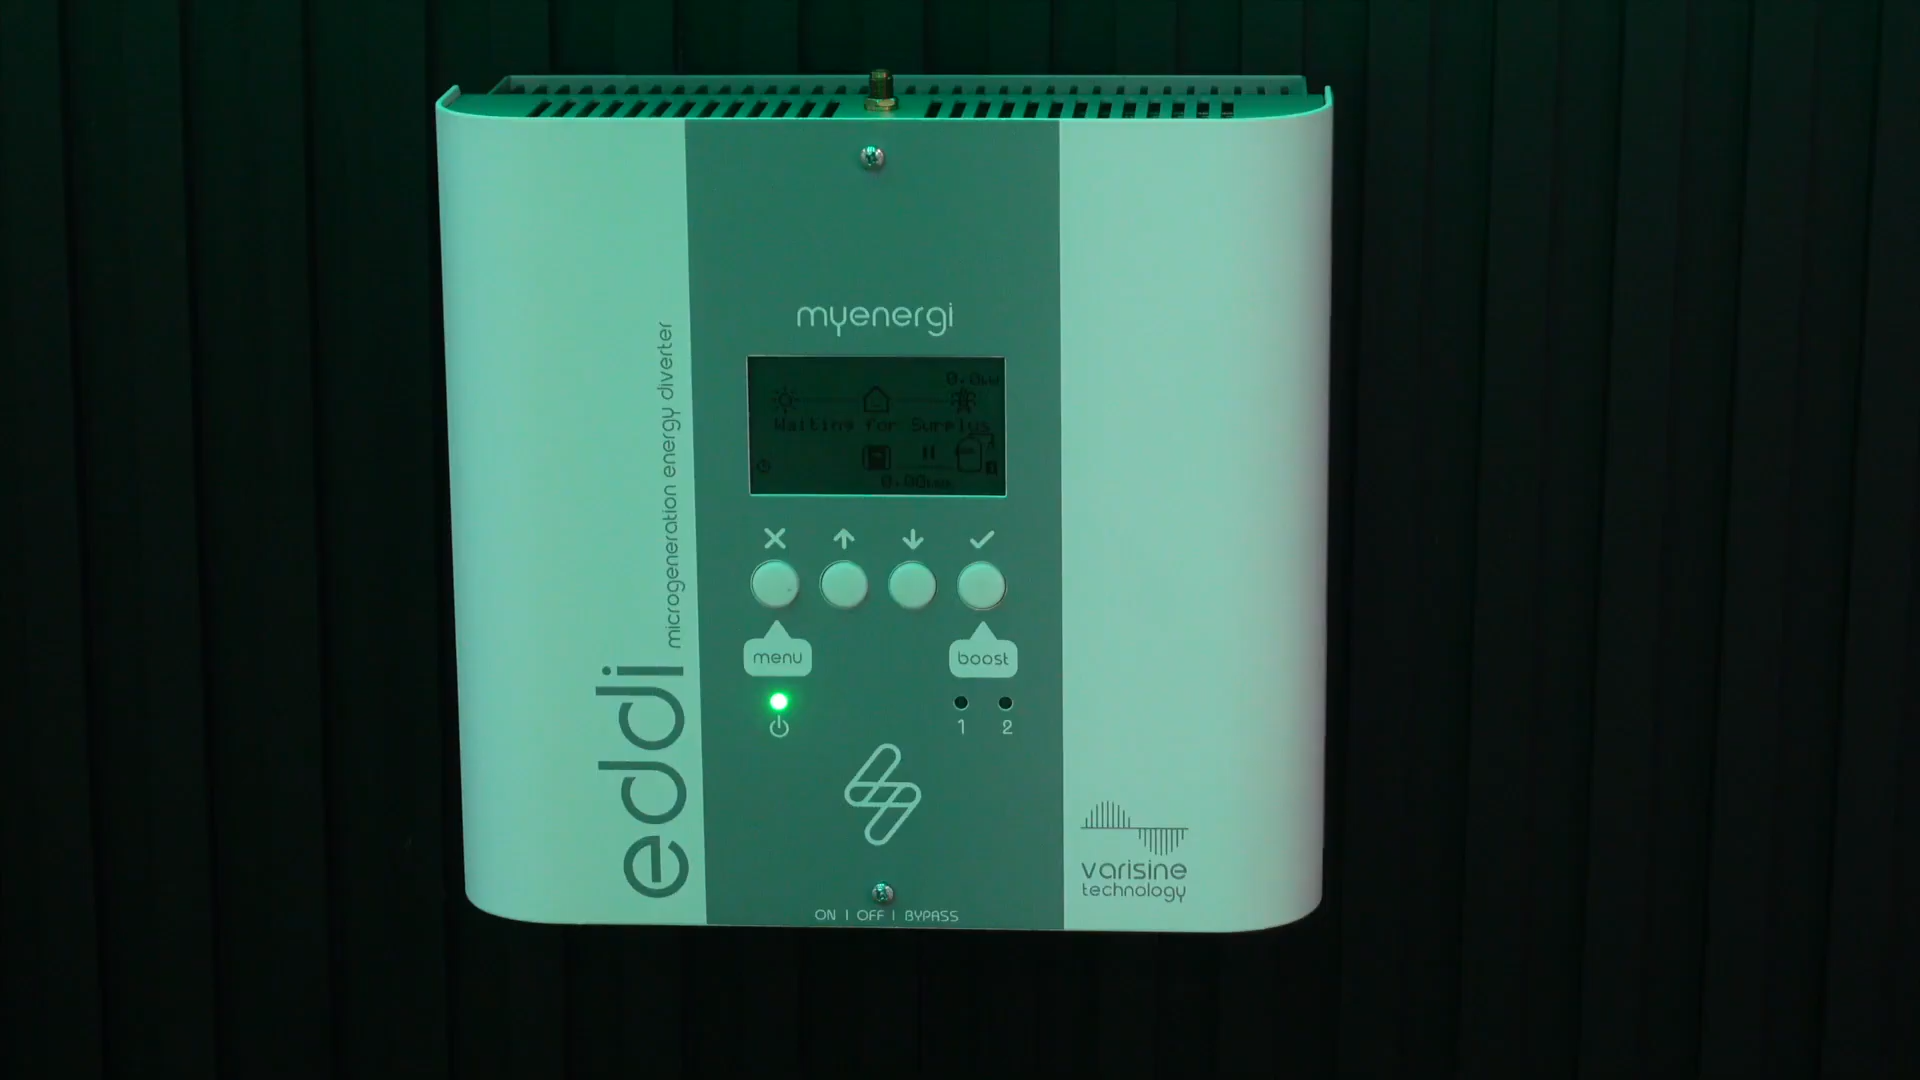 myenergi
0.0kW
Waiting for Surplus
0.00kWh
menu
boost
1 2
eddi microgeneration energy diverter
varisine
technology
ON | OFF | BYPASS